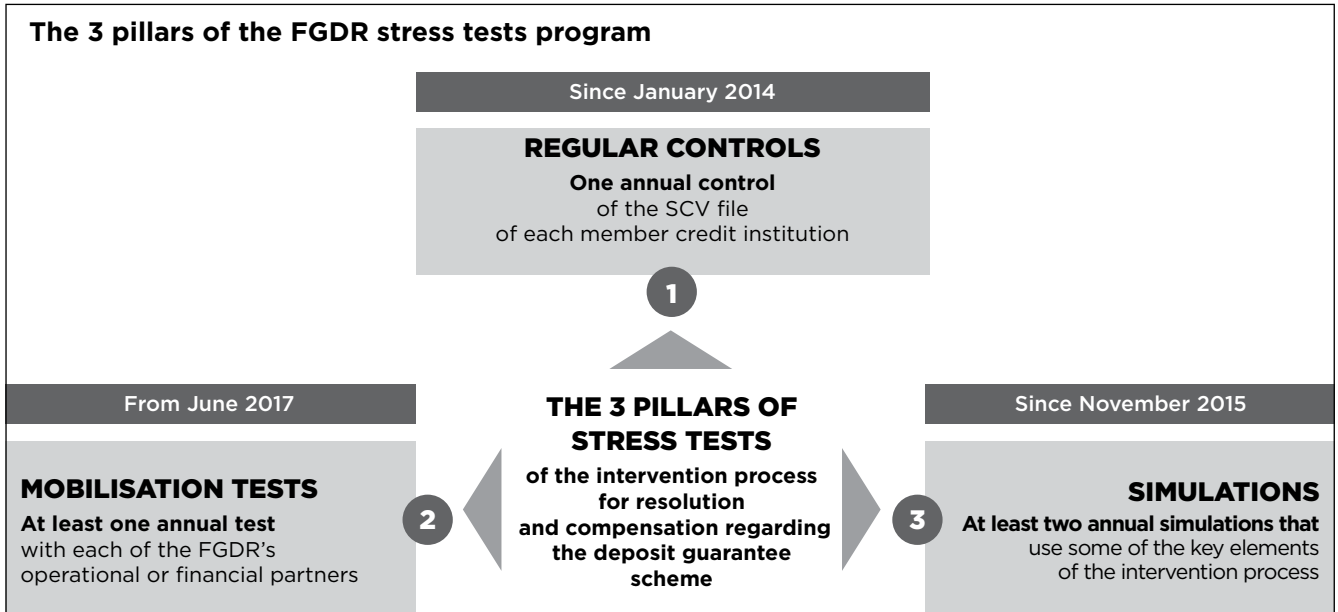 The 3 pillars of the FGDR stress tests program
Since January 2014
REGULAR CONTROLS
One annual control
of the SCV file
of each member credit institution
1
From June 2017
MOBILISATION TESTS
At least one annual test
with each of the FGDR's
operational or financial partners
2
THE 3 PILLARS OF
STRESS TESTS
of the intervention process
for resolution
and compensation regarding
the deposit guarantee
scheme
Since November 2015
3
SIMULATIONS
At least two annual simulations that
use some of the key elements
of the intervention process